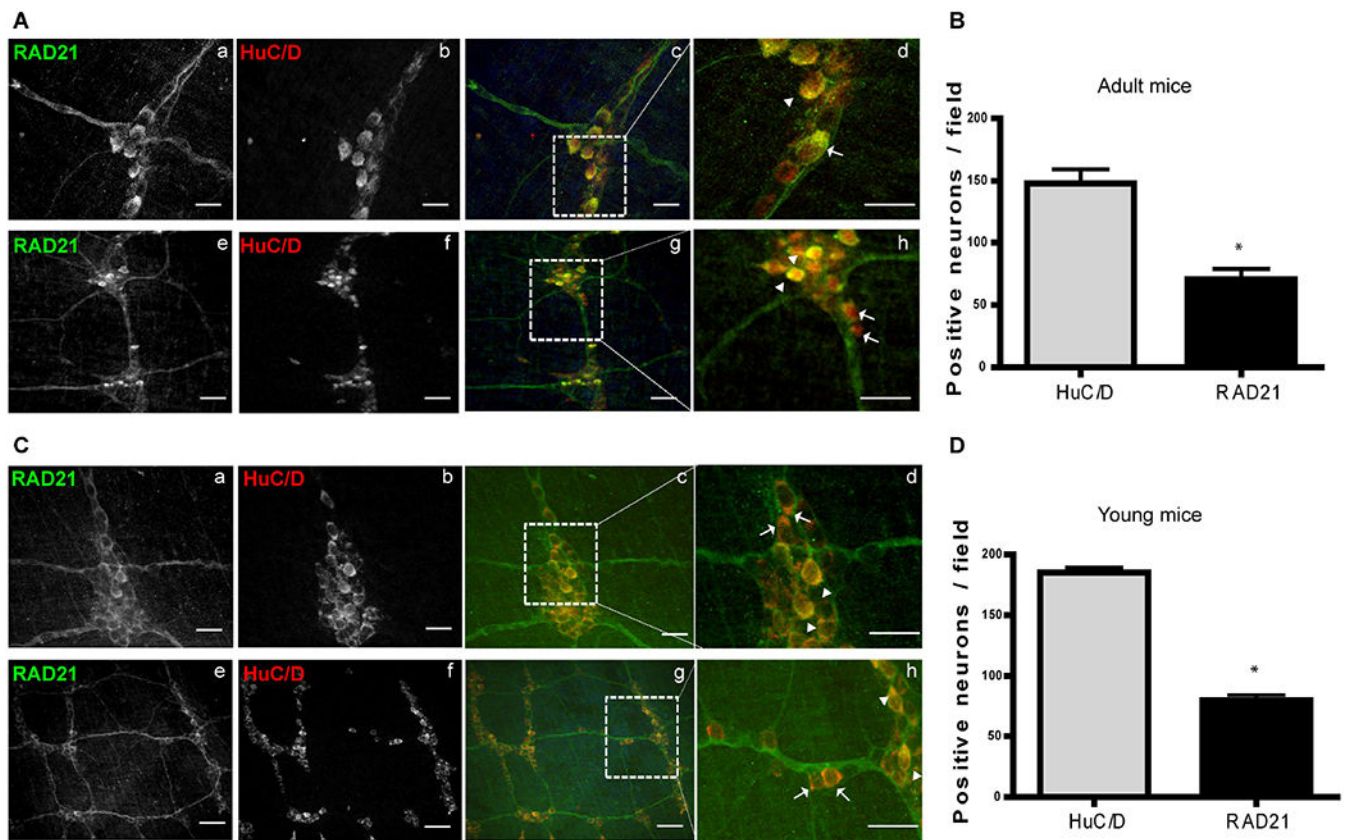 A
RAD21 a
HuC/D b
c
d
RAD21 e
HuC/D f
g
h
B
Adult mice
Positive neurons / field
200
150
100
50
0
*
HuC/D RAD21
C
RAD21 a
HuC/D b
c
d
RAD21 e
HuC/D f
g
h
D
Young mice
Positive neurons / field
200
150
100
50
0
*
HuC/D RAD21